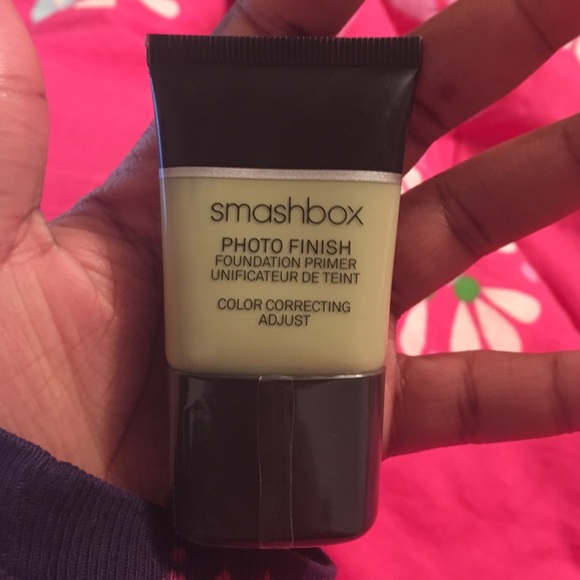 smashbox
PHOTO FINISH
FOUNDATION PRIMER
UNIFICATEUR DE TEINT
COLOR CORRECTING
ADJUST